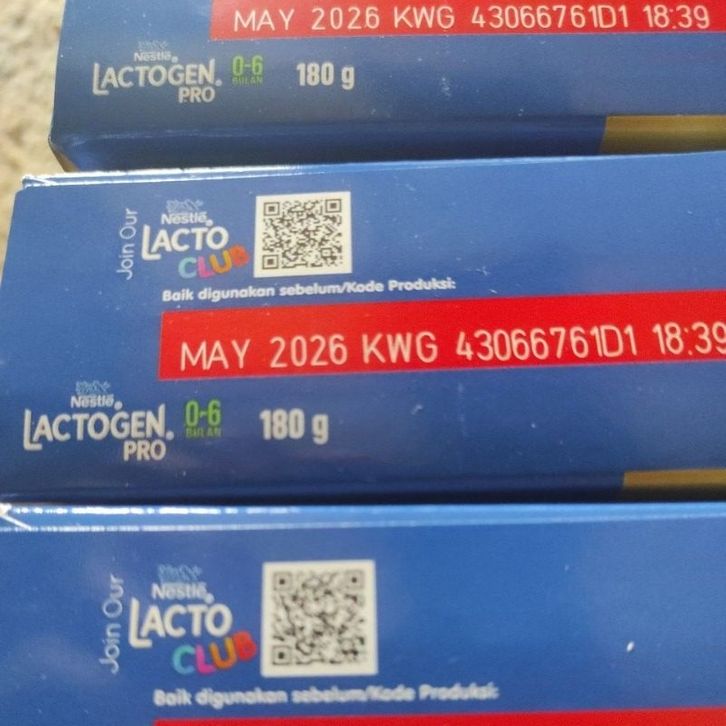 MAY 2026 KWG 43066761D1 18:39
Nestlé
LACTOGEN
PRO
0-6
BULAN
180 g
Join Our
Nestlé
LACTO
CLUB
Baik digunakan sebelum/Kode Produksi:
MAY 2026 KWG 43066761D1 18:39
Nestlé
LACTOGEN
PRO
0-6
BULAN
180 g
Join Our
Nestlé
LACTO
CLUB
Baik digunakan sebelum/Kode Produksi: